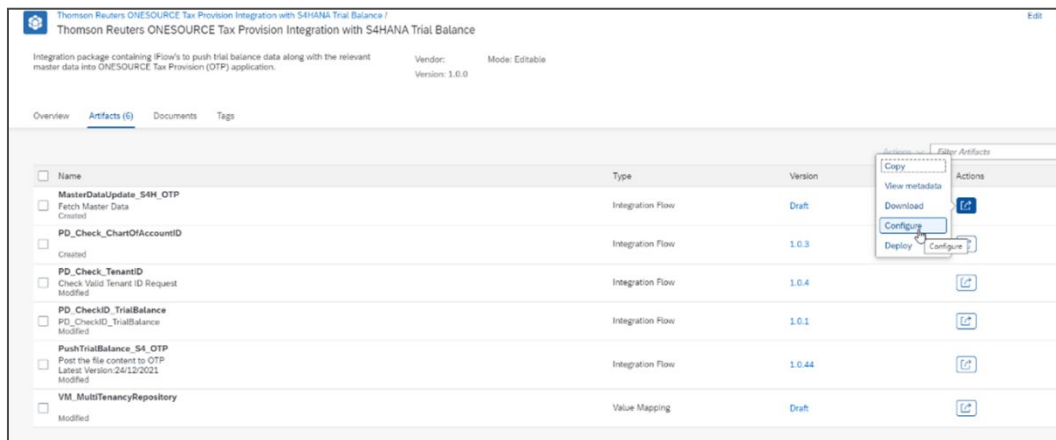 Thomson Reuters ONESOURCE Tax Provision Integration with S4HANA Trial Balance /
Edit
Thomson Reuters ONESOURCE Tax Provision Integration with S4HANA Trial Balance
Integration package containing IFlow's to push trial balance data along with the relevant
master data into ONESOURCE Tax Provision (OTP) application.
Vendor:
Mode: Editable
Version: 1.0.0
Overview
Artifacts (6)
Documents
Tags
Actions
Filter Artifacts
Name
Type
Version
Actions
Copy
View metadata
Download
Configure
Deploy
Configure
MasterDataUpdate_S4H_OTP
Fetch Master Data
Created
Integration Flow
Draft
PD_Check_ChartOfAccountID
Created
Integration Flow
1.0.3
PD_Check_TenantID
Check Valid Tenant ID Request
Modified
Integration Flow
1.0.4
PD_CheckID_TrialBalance
PD_CheckID_TrialBalance
Modified
Integration Flow
1.0.1
PushTrialBalance_S4_OTP
Post the file content to OTP
Latest Version:24/12/2021
Modified
Integration Flow
1.0.44
VM_MultiTenancyRepository
Modified
Value Mapping
Draft